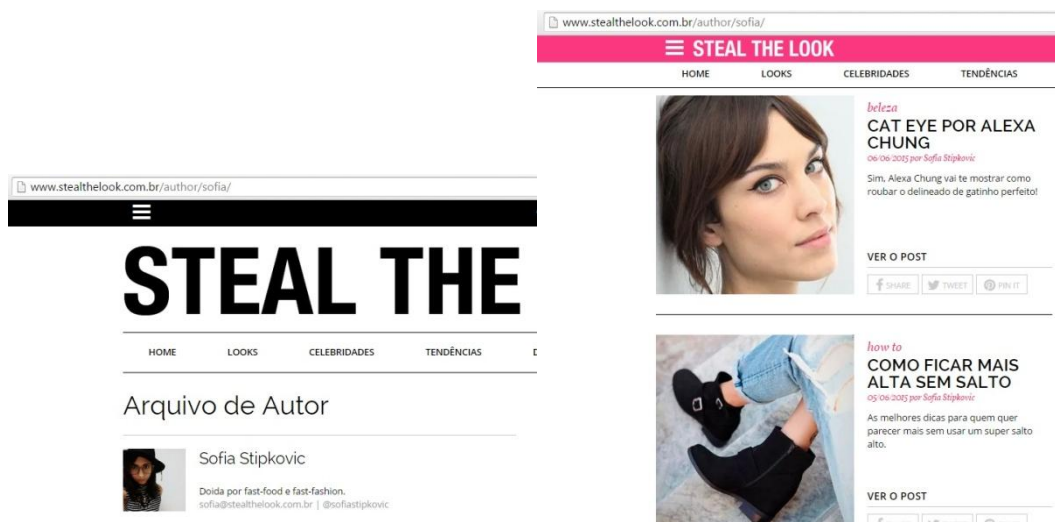 www.stealthelook.com.br/author/sofia/
STEAL THE
HOME LOOKS CELEBRIDADES TENDÊNCIAS D
Arquivo de Autor
Sofia Stipkovic
Doida por fast-food e fast-fashion.
sofia@stealthelook.com.br | @sofiastipkovic
www.stealthelook.com.br/author/sofia/
STEAL THE LOOK
HOME LOOKS CELEBRIDADES TENDÊNCIAS
beleza
CAT EYE POR ALEXA
CHUNG
06/06/2015 por Sofia Stipkovic
Sim, Alexa Chung vai te mostrar como
roubar o delineado de gatinho perfeito!
VER O POST
SHARE TWEET PIN IT
how to
COMO FICAR MAIS
ALTA SEM SALTO
05/06/2015 por Sofia Stipkovic
As melhores dicas para quem quer
parecer mais sem usar um super salto
alto.
VER O POST